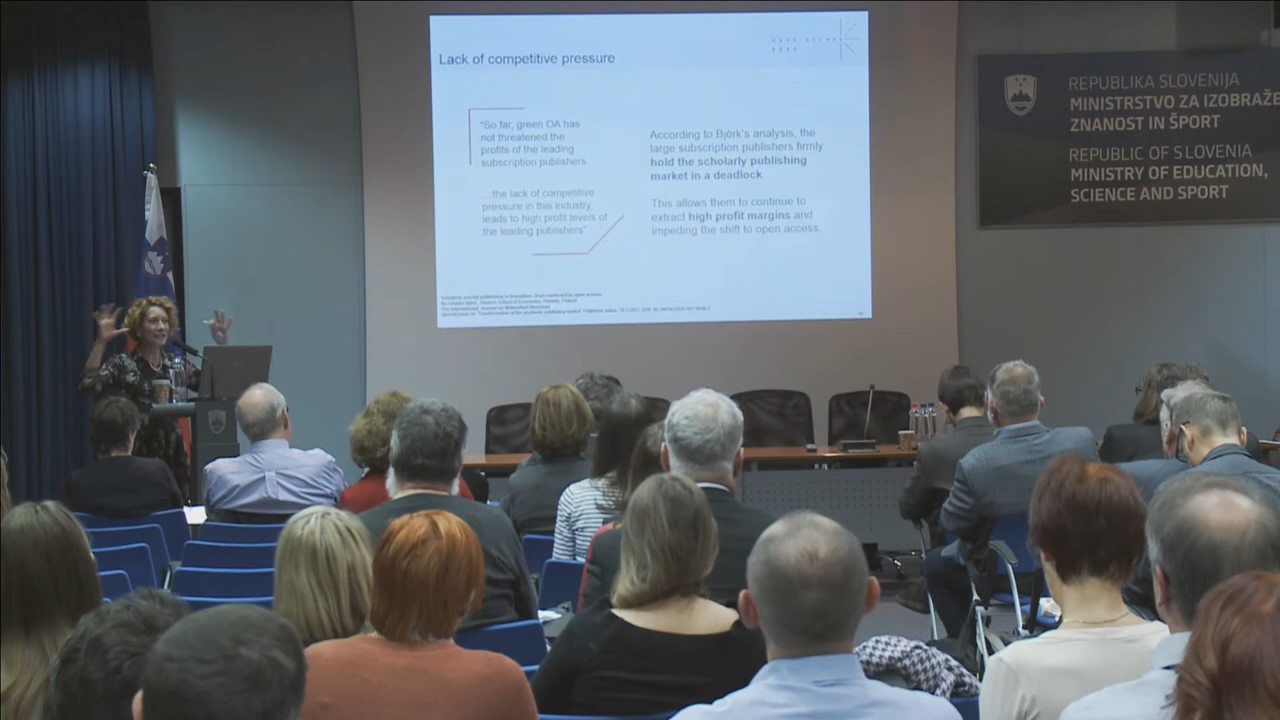 Lack of competitive pressure
"So far, green OA has
not threatened the
profits of the leading
subscription publishers
...the lack of competitive
pressure in this industry,
leads to high profit levels of
the leading publishers"
According to Björk's analysis, the
large subscription publishers firmly
hold the scholarly publishing
market in a deadlock
This allows them to continue to
extract high profit margins and
impeding the shift to open access.
REPUBLIKA SLOVENIJA
MINISTRSTVO ZA IZOBRAŽE
ZNANOST IN ŠPORT
REPUBLIC OF SLOVENIA
MINISTRY OF EDUCATION,
SCIENCE AND SPORT